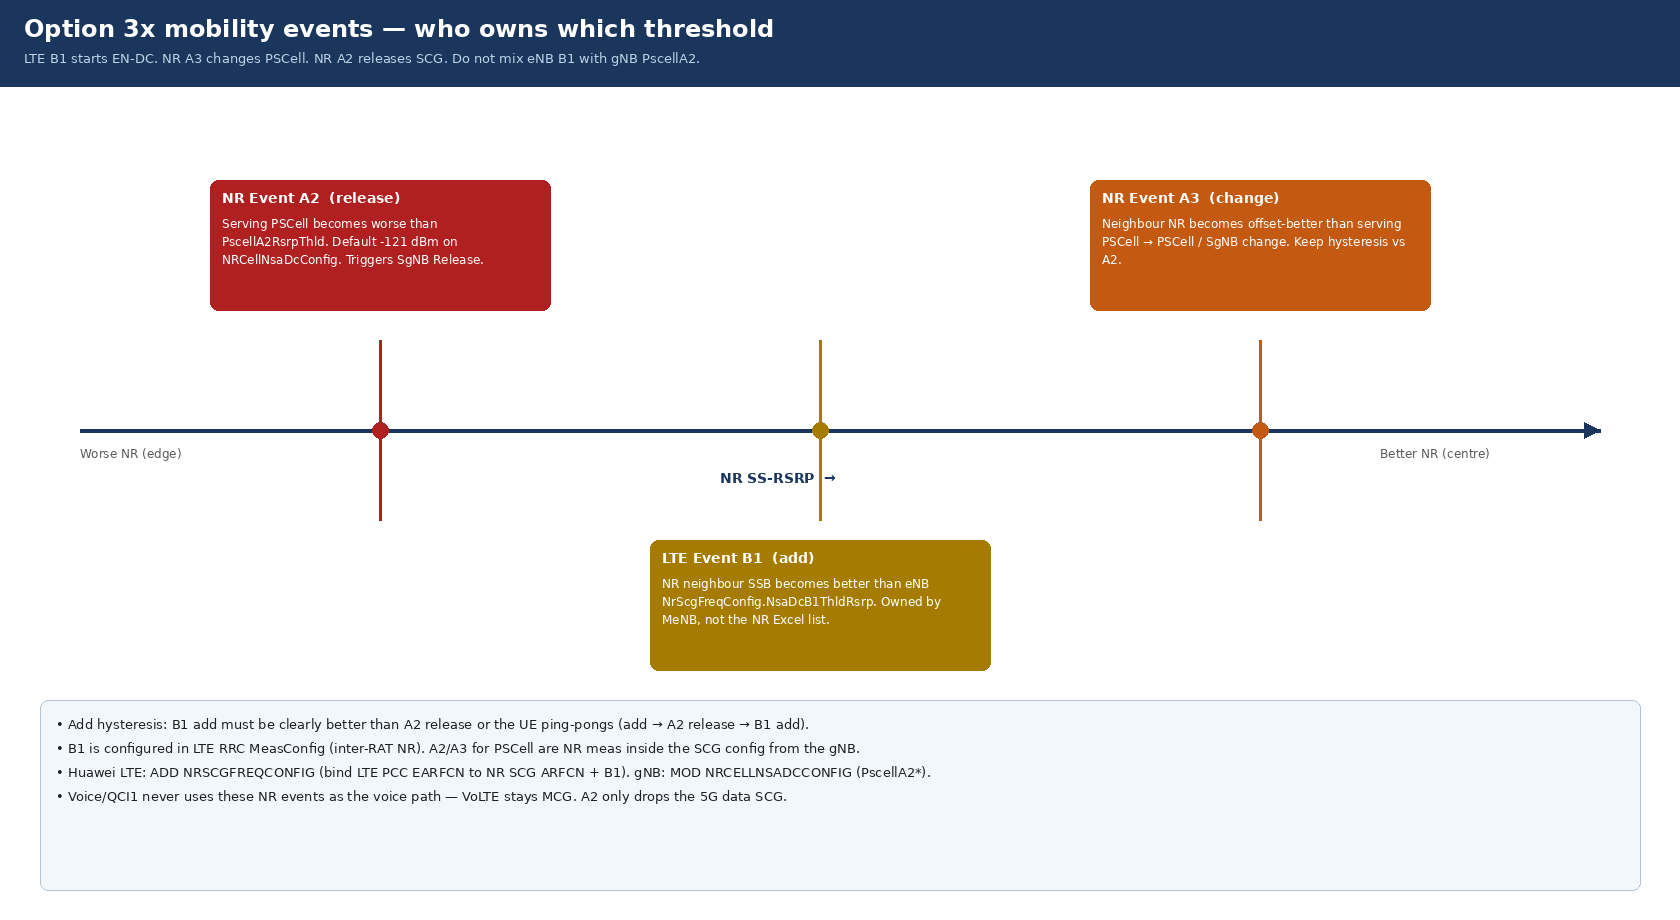 Option 3x mobility events — who owns which threshold
LTE B1 starts EN-DC. NR A3 changes PSCell. NR A2 releases SCG. Do not mix eNB B1 with gNB PscellA2.
NR Event A2  (release)
Serving PSCell becomes worse than
PscellA2RsrpThld. Default -121 dBm on
NRCellNsaDcConfig. Triggers SgNB Release.
NR Event A3  (change)
Neighbour NR becomes offset-better than serving
PSCell → PSCell / SgNB change. Keep hysteresis vs
A2.
Worse NR (edge)
Better NR (centre)
NR SS-RSRP →
LTE Event B1  (add)
NR neighbour SSB becomes better than eNB
NrScgFreqConfig.NsaDcB1ThldRsrp. Owned by
MeNB, not the NR Excel list.
• Add hysteresis: B1 add must be clearly better than A2 release or the UE ping-pongs (add → A2 release → B1 add).
• B1 is configured in LTE RRC MeasConfig (inter-RAT NR). A2/A3 for PSCell are NR meas inside the SCG config from the gNB.
• Huawei LTE: ADD NRSCGFREQCONFIG (bind LTE PCC EARFCN to NR SCG ARFCN + B1). gNB: MOD NRCELLNSADCCONFIG (PscellA2*).
• Voice/QCI1 never uses these NR events as the voice path — VoLTE stays MCG. A2 only drops the 5G data SCG.